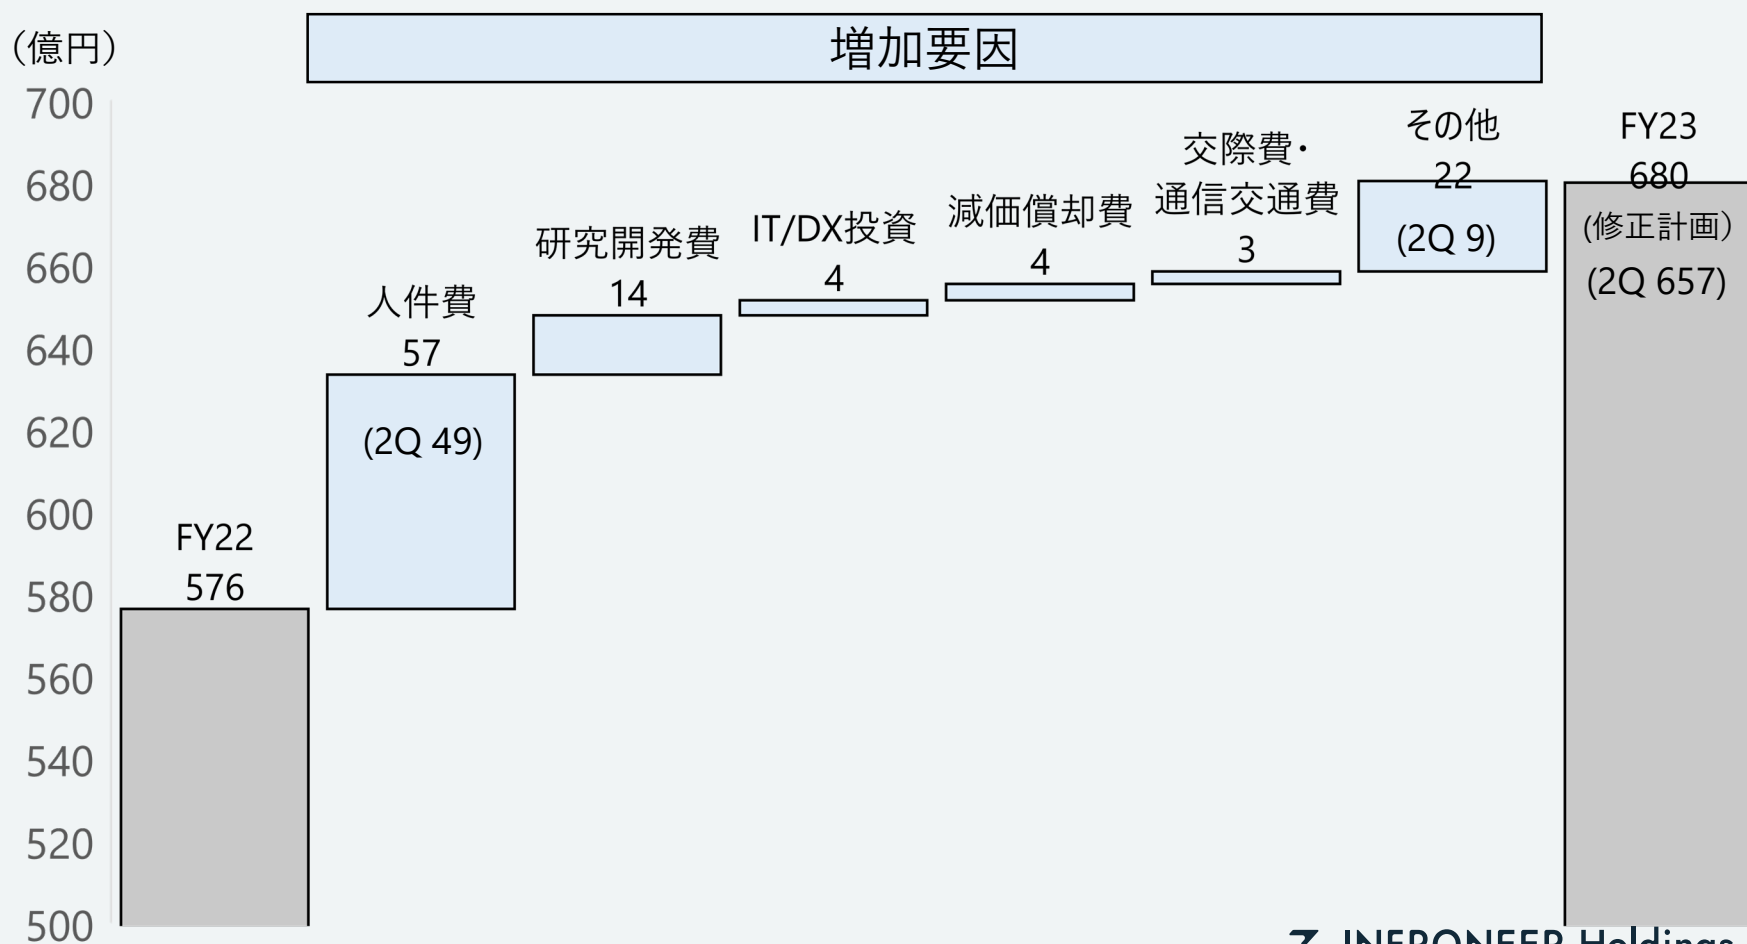 増加要因
（億円）
700
680
660
640
620
600
580
560
540
520
500
FY22
576
人件費
57
(2Q 49)
研究開発費
14
IT/DX投資
4
減価償却費
4
交際費・
通信交通費
3
その他
22
(2Q 9)
FY23
680
(修正計画）
(2Q 657)
INFRONEER Holdings